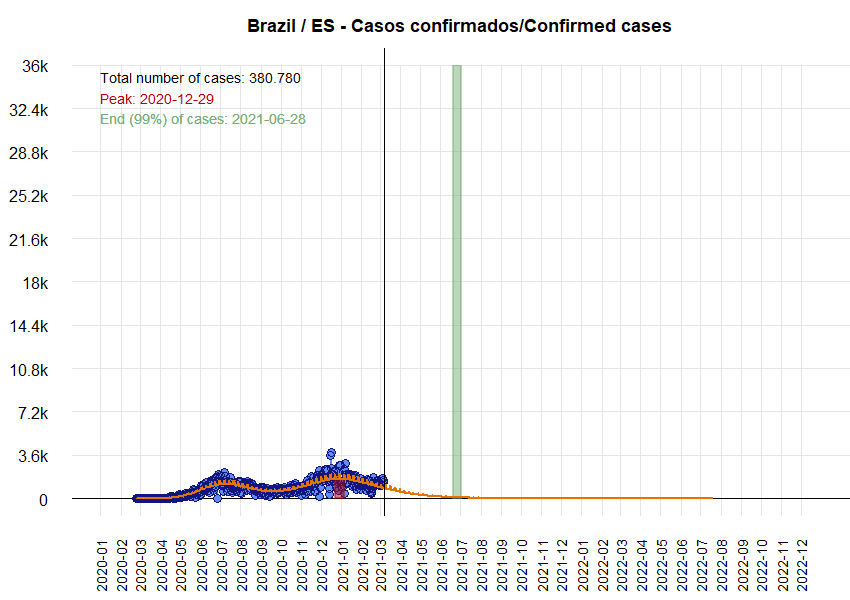 Brazil / ES - Casos confirmados/Confirmed cases
36k
Total number of cases: 380.780
Peak: 2020-12-29
32.4k
End (99%) of cases: 2021-06-28
28.8k
25.2k
21.6k
18k
14.4k
10.8k
7.2k
3.6k
0
2020-01
2020-02
2020-03
2020-04
2020-05
2020-06
2020-07
2020-08
2020-09
2020-10
2020-11
2020-12
2021-01
2021-02
2021-03
2021-04
2021-05
2021-06
2021-07
2021-08
2021-09
2021-10
2021-11
2021-12
2022-01
2022-02
2022-03
2022-04
2022-05
2022-06
2022-07
2022-08
2022-09
2022-10
2022-11
2022-12